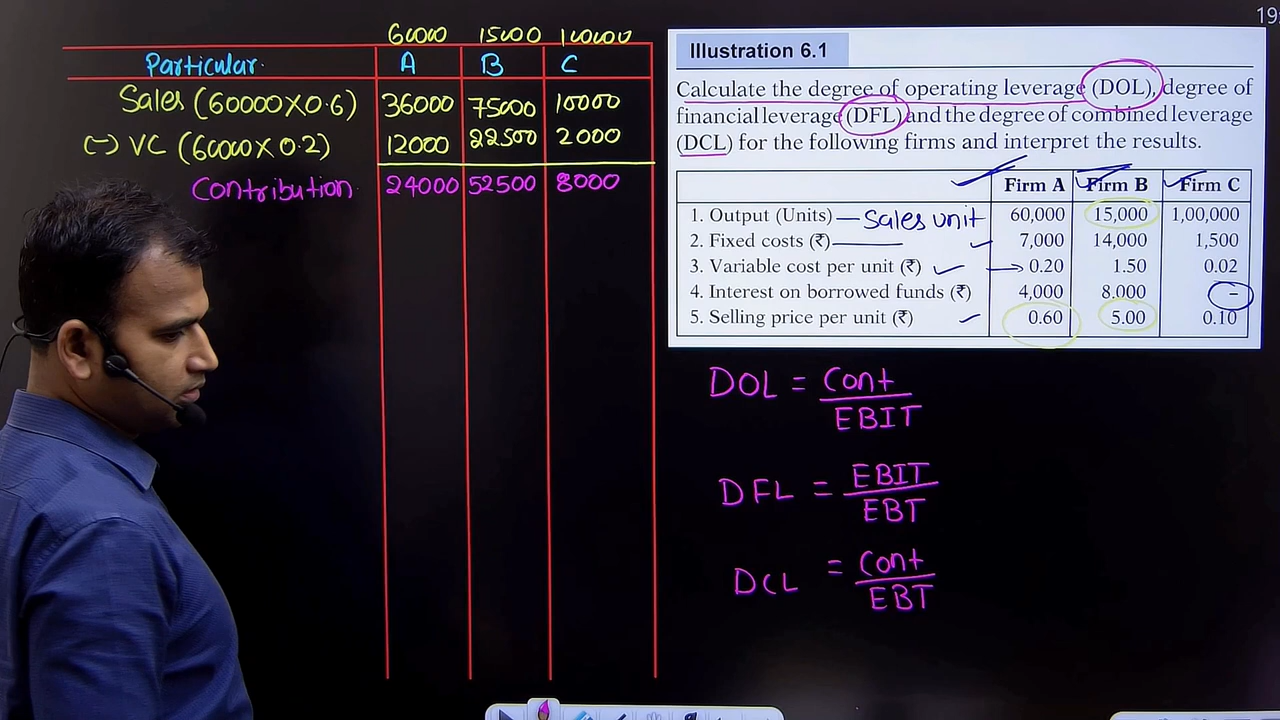 19
60000 15000 100000
Particular A B C
Sales (60000X0.6) 36000 75000 10000
(-) VC (60000X0.2) 12000 22500 2000
Contribution 24000 52500 8000
Illustration 6.1
Calculate the degree of operating leverage (DOL), degree of
financial leverage (DFL) and the degree of combined leverage
(DCL) for the following firms and interpret the results.
Firm A Firm B Firm C
1. Output (Units) — Sales unit 60,000 15,000 1,00,000
2. Fixed costs (₹) 7,000 14,000 1,500
3. Variable cost per unit (₹) 0.20 1.50 0.02
4. Interest on borrowed funds (₹) 4,000 8,000 -
5. Selling price per unit (₹) 0.60 5.00 0.10
DOL = Cont
EBIT
DFL = EBIT
EBT
DCL = Cont
EBT